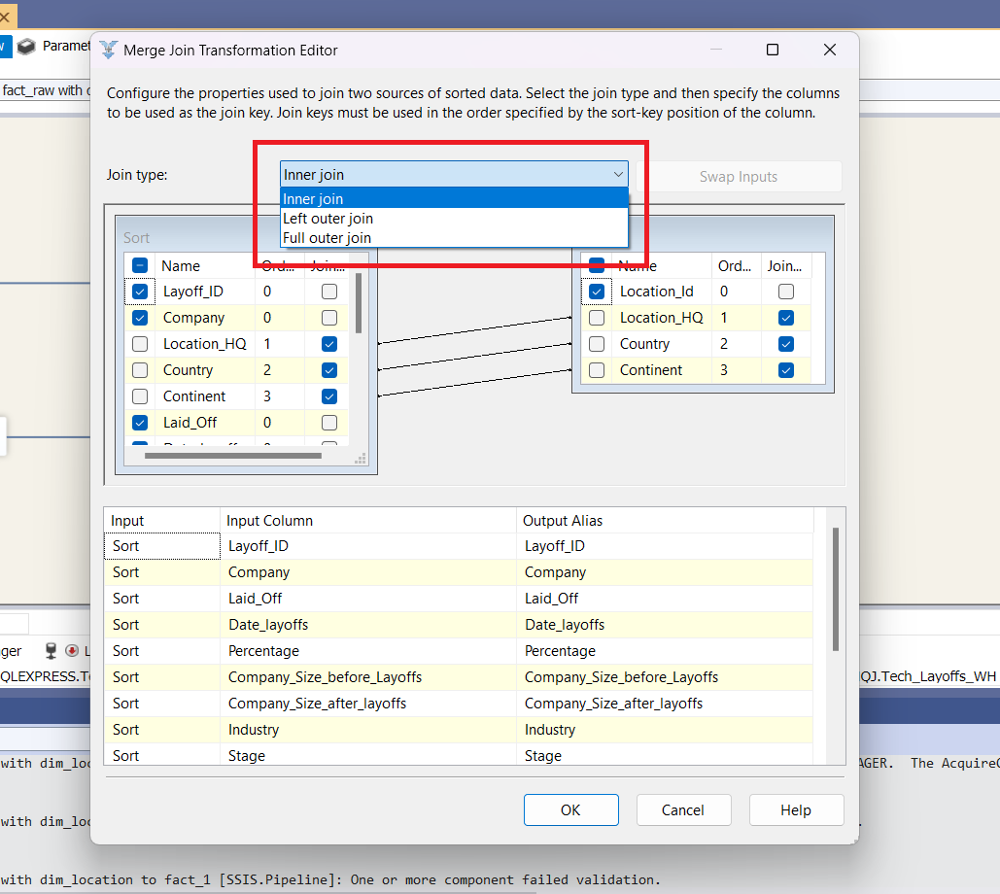 Paramet
Merge Join Transformation Editor
fact_raw with
Configure the properties used to join two sources of sorted data. Select the join type and then specify the columns
to be used as the join key. Join keys must be used in the order specified by the sort-key position of the column.
Join type:
Inner join
Swap Inputs
Inner join
Left outer join
Full outer join
Sort
Name Ord... Join...
Layoff_ID 0
Company 0
Location_HQ 1
Country 2
Continent 3
Laid_Off 0
Name Ord... Join...
Location_Id 0
Location_HQ 1
Country 2
Continent 3
Input Input Column Output Alias
Sort Layoff_ID Layoff_ID
Sort Company Company
Sort Laid_Off Laid_Off
Sort Date_layoffs Date_layoffs
Sort Percentage Percentage
Sort Company_Size_before_Layoffs Company_Size_before_Layoffs
Sort Company_Size_after_layoffs Company_Size_after_layoffs
Sort Industry Industry
Sort Stage Stage
ger
QLEXPRESS.T
QJ.Tech_Layoffs_WH
with dim_loc
AGER. The AcquireC
with dim_loc
OK Cancel Help
with dim_location to fact_1 [SSIS.Pipeline]: One or more component failed validation.